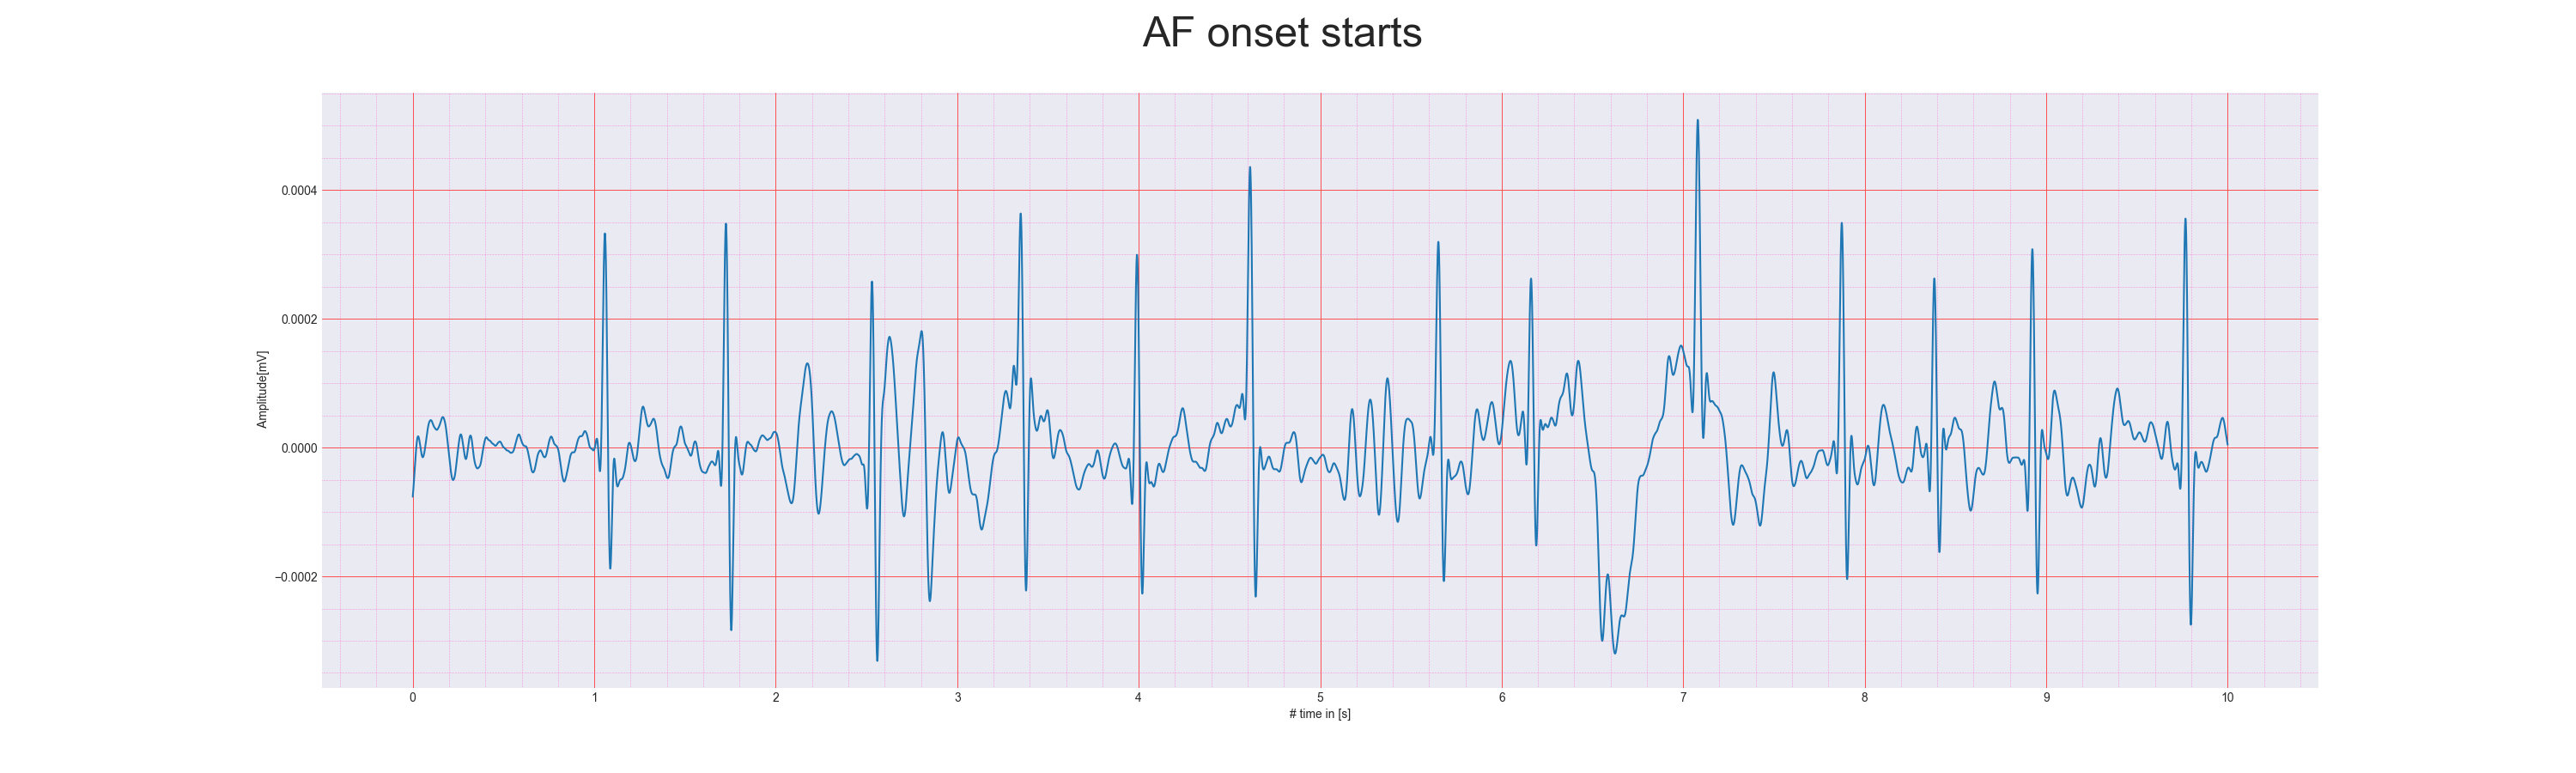 AF onset starts
0.0004
0.0002
0.0000
−0.0002
Amplitude[mV]
0 1 2 3 4 5 6 7 8 9 10
# time in [s]